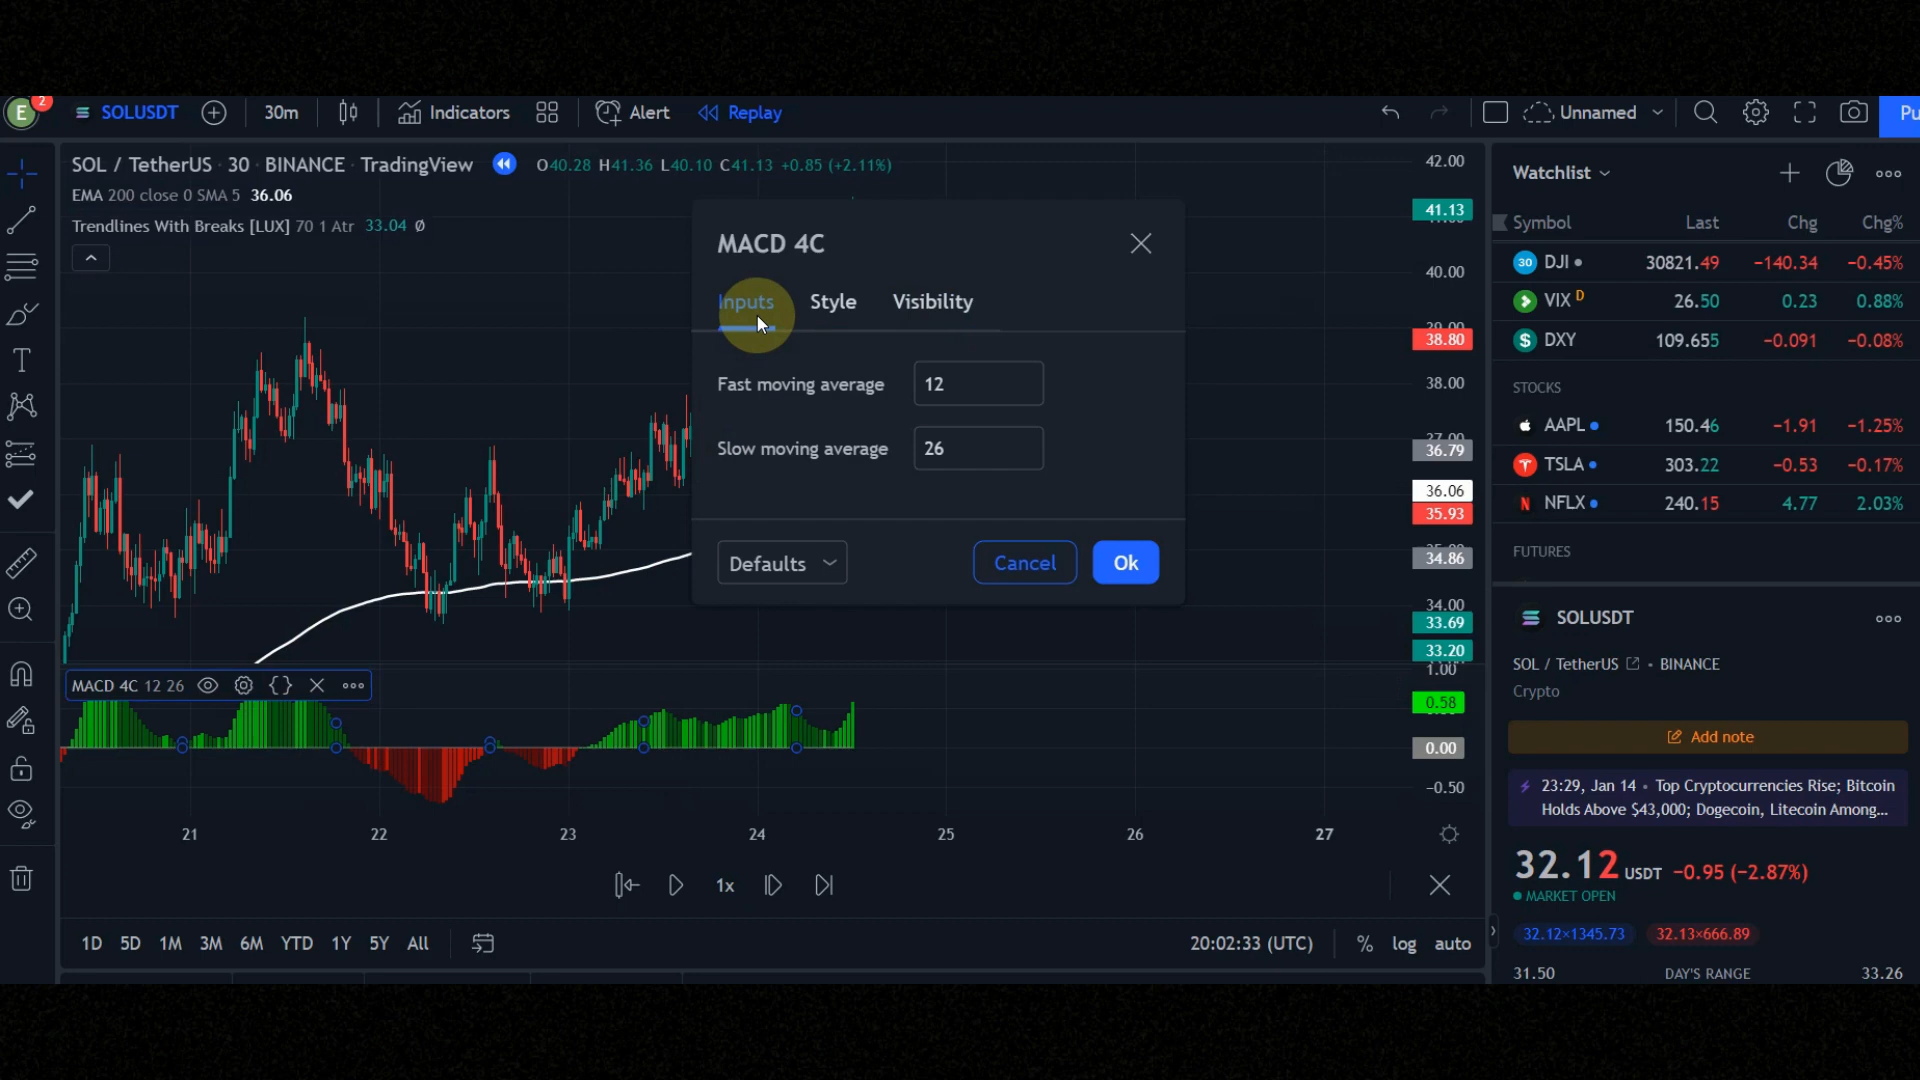 E 2 SOLUSDT 30m Indicators Alert Replay Unnamed Pu
SOL / TetherUS · 30 · BINANCE · TradingView O40.28 H41.36 L40.10 C41.13 +0.85 (+2.11%)
EMA 200 close 0 SMA 5 36.06
Trendlines With Breaks [LUX] 70 1 Atr 33.04 Ø
MACD 4C
Inputs Style Visibility
Fast moving average 12
Slow moving average 26
Defaults Cancel Ok
42.00
41.13
40.00
38.80
38.00
36.79
36.06
35.93
34.86
34.00
33.69
33.20
1.00
MACD 4C 12 26
0.58
0.00
−0.50
21 22 23 24 25 26 27
1x
1D 5D 1M 3M 6M YTD 1Y 5Y All 20:02:33 (UTC) % log auto
Watchlist
Symbol Last Chg Chg%
30 DJI 30821.49 −140.34 −0.45%
VIX D 26.50 0.23 0.88%
$ DXY 109.655 −0.091 −0.08%
STOCKS
AAPL 150.46 −1.91 −1.25%
TSLA 303.22 −0.53 −0.17%
N NFLX 240.15 4.77 2.03%
FUTURES
SOLUSDT
SOL / TetherUS • BINANCE
Crypto
Add note
23:29, Jan 14 • Top Cryptocurrencies Rise; Bitcoin
Holds Above $43,000; Dogecoin, Litecoin Among...
32.12 USDT −0.95 (−2.87%)
MARKET OPEN
32.12×1345.73 32.13×666.89
31.50 DAY'S RANGE 33.26